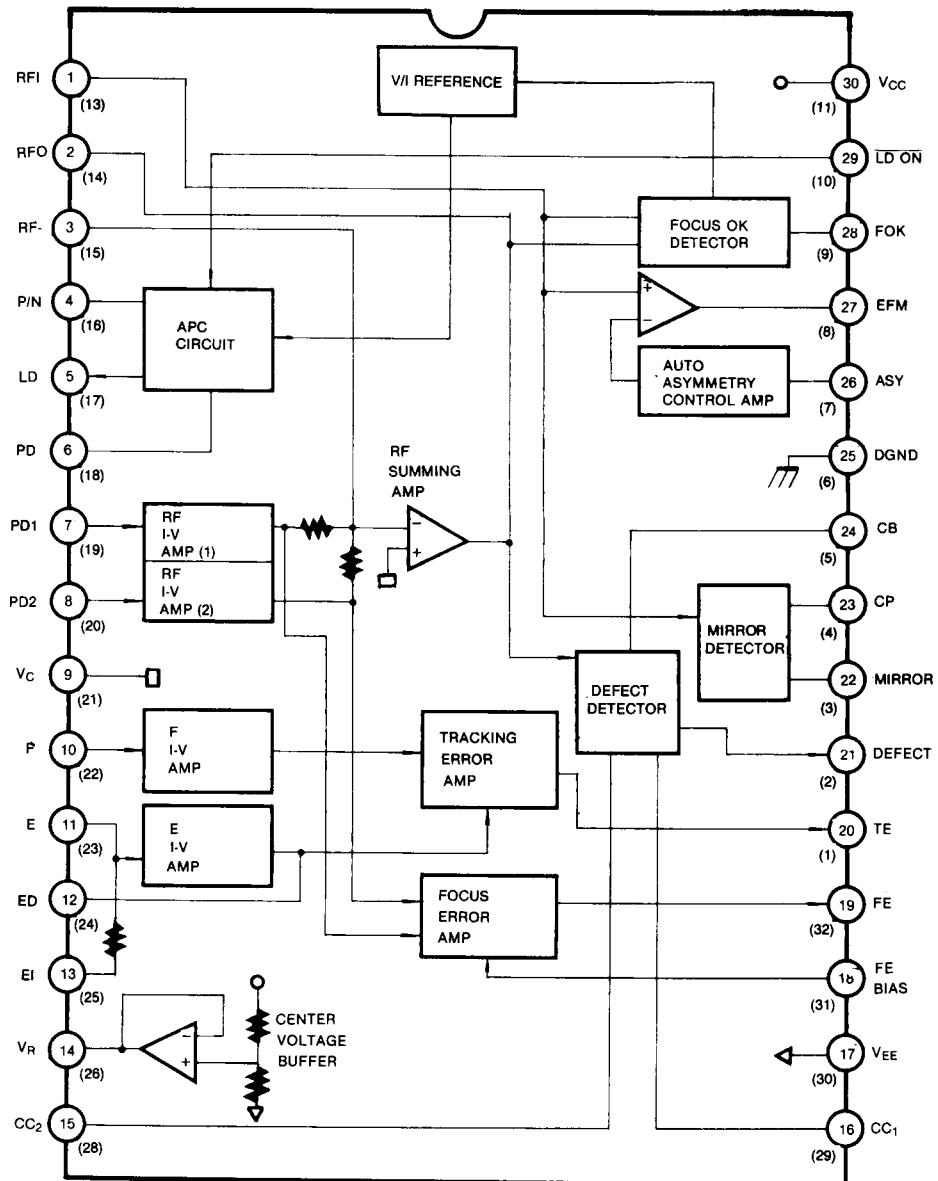 RFI 1 (13)
RFO 2 (14)
RF- 3 (15)
P/N 4 (16)
LD 5 (17)
PD 6 (18)
PD1 7 (19)
PD2 8 (20)
VC 9 (21)
F 10 (22)
E 11 (23)
ED 12 (24)
EI 13 (25)
VR 14 (26)
CC2 15 (28)
V/I REFERENCE
APC
CIRCUIT
RF
I-V
AMP (1)
RF
I-V
AMP (2)
RF
SUMMING
AMP
-
+
F
I-V
AMP
E
I-V
AMP
TRACKING
ERROR
AMP
FOCUS
ERROR
AMP
-
+
CENTER
VOLTAGE
BUFFER
FOCUS OK
DETECTOR
+
-
AUTO
ASYMMETRY
CONTROL AMP
MIRROR
DETECTOR
DEFECT
DETECTOR
30 VCC (11)
29 LD ON (10)
28 FOK (9)
27 EFM (8)
26 ASY (7)
25 DGND (6)
24 CB (5)
23 CP (4)
22 MIRROR (3)
21 DEFECT (2)
20 TE (1)
19 FE (32)
18 FE BIAS (31)
17 VEE (30)
16 CC1 (29)